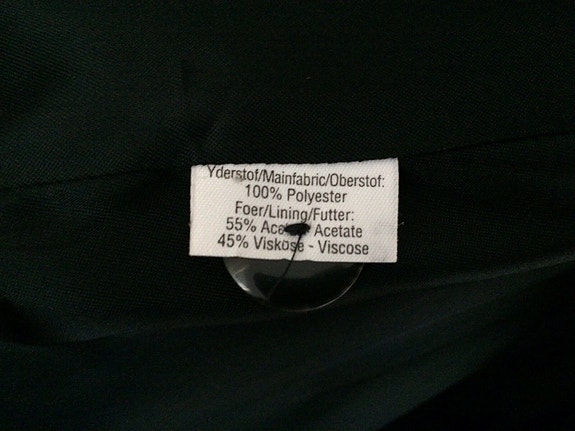 Yderstof/Mainfabric/Oberstof:
100% Polyester
Foer/Lining/Futter:
55% Acetate
45% Viskose - Viscose